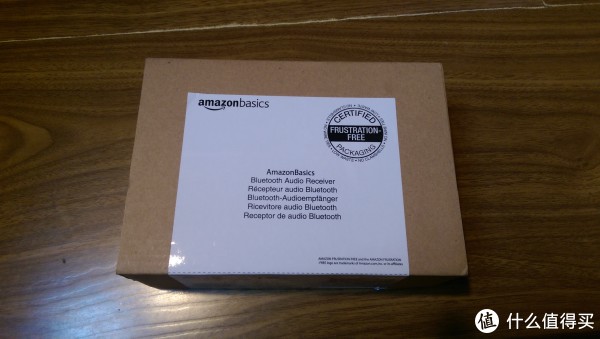 amazonbasics
CERTIFIED
FRUSTRATION-
FREE
PACKAGING
AmazonBasics
Bluetooth Audio Receiver
Récepteur audio Bluetooth
Bluetooth-Audioempfänger
Ricevitore audio Bluetooth
Receptor de audio Bluetooth
值 什么值得买